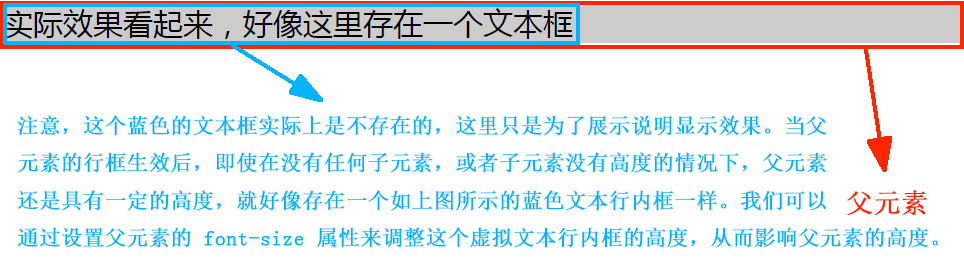 实际效果看起来，好像这里存在一个文本框
注意，这个蓝色的文本框实际上是不存在的，这里只是为了展示说明显示效果。当父
元素的行框生效后，即使在没有任何子元素，或者子元素没有高度的情况下，父元素
还是具有一定的高度，就好像存在一个如上图所示的蓝色文本行内框一样。我们可以
通过设置父元素的 font-size 属性来调整这个虚拟文本行内框的高度，从而影响父元素的高度。
父元素